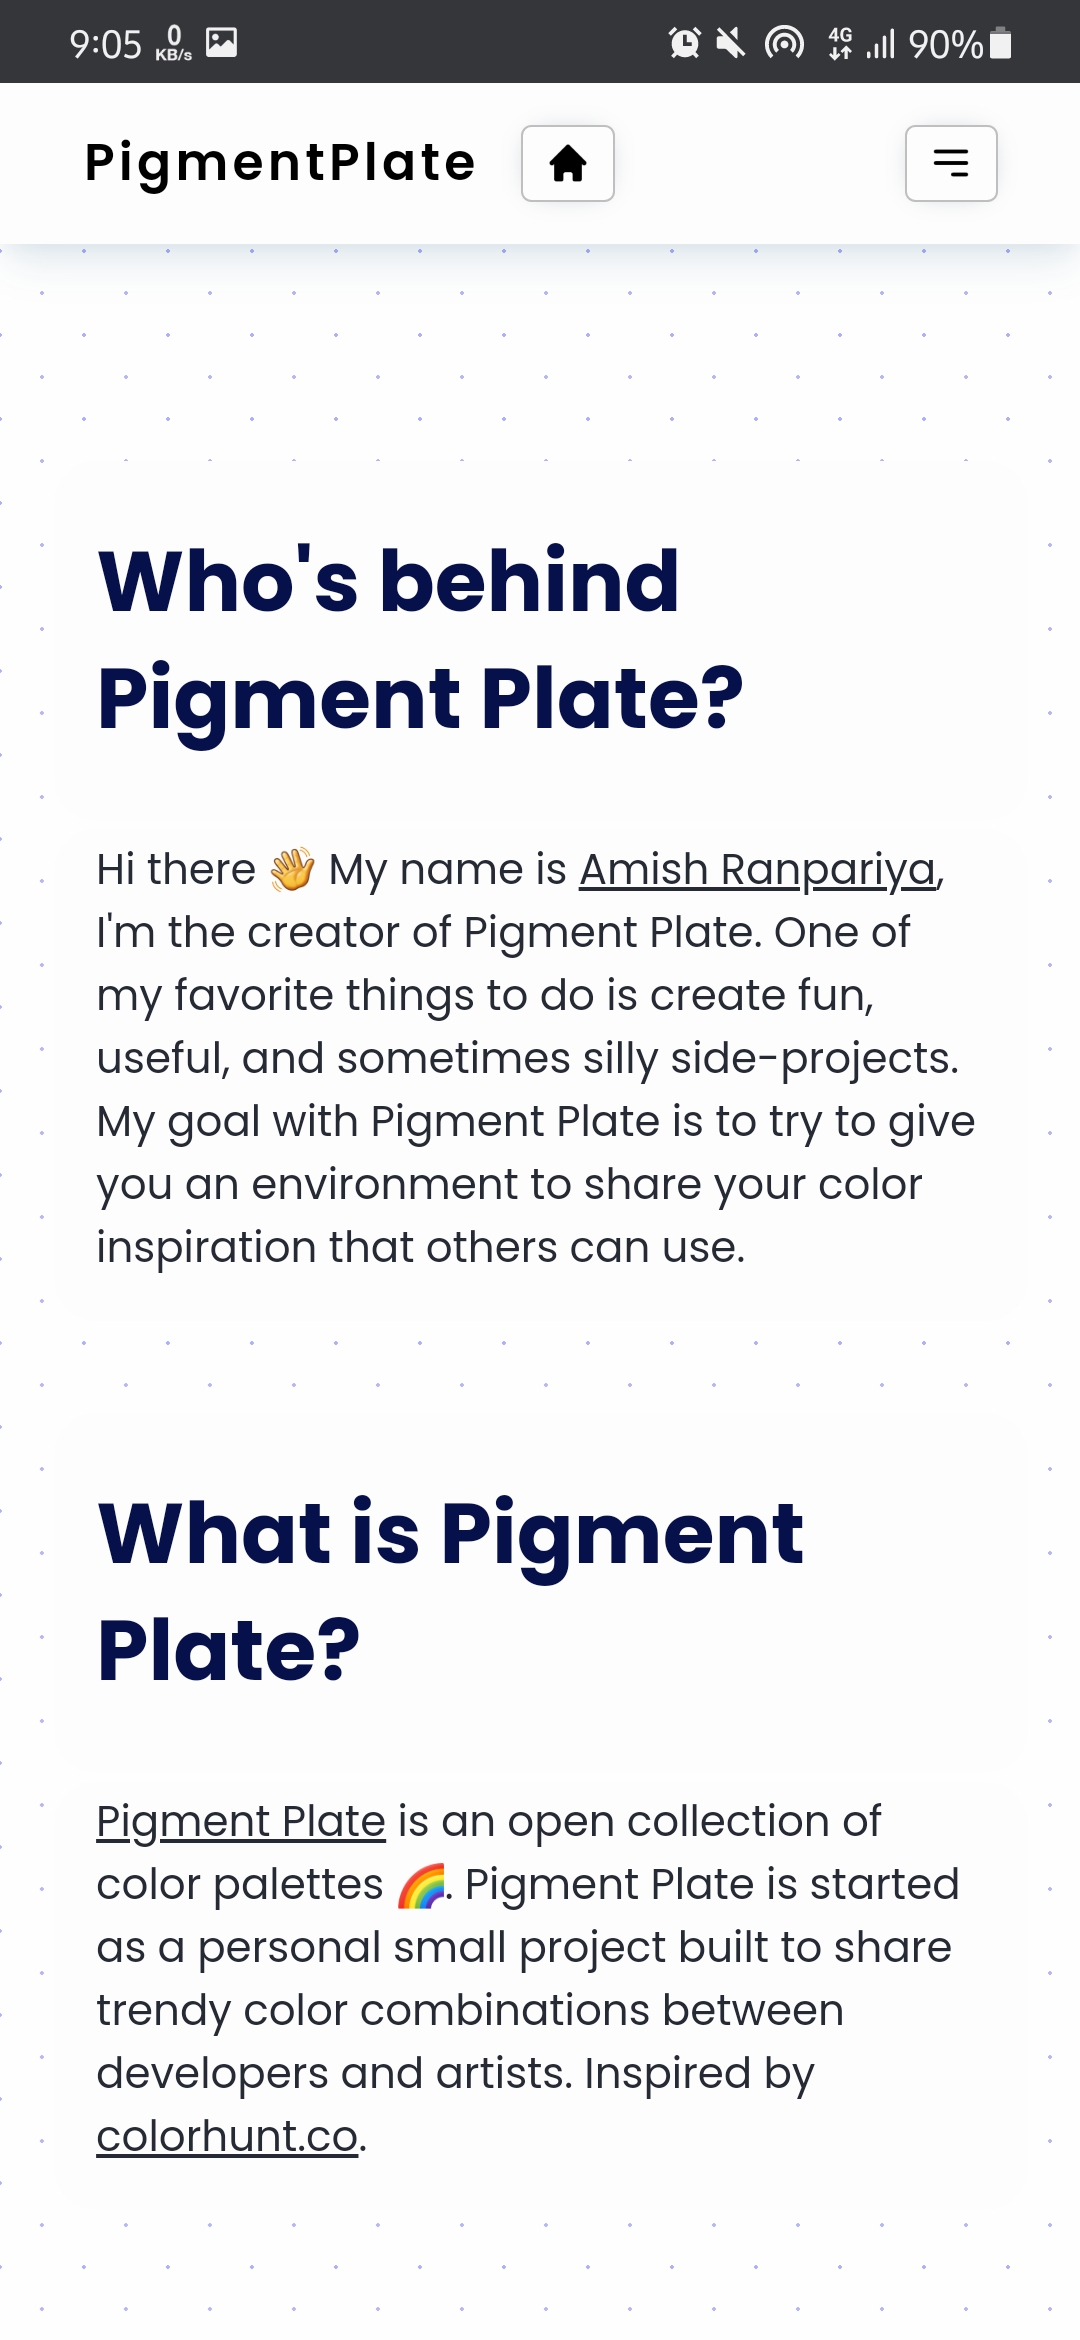 9:05 0 KB/s 4G 90%
PigmentPlate
Who's behind
Pigment Plate?
Hi there 👋 My name is Amish Ranpariya,
I'm the creator of Pigment Plate. One of
my favorite things to do is create fun,
useful, and sometimes silly side-projects.
My goal with Pigment Plate is to try to give
you an environment to share your color
inspiration that others can use.
What is Pigment
Plate?
Pigment Plate is an open collection of
color palettes 🌈. Pigment Plate is started
as a personal small project built to share
trendy color combinations between
developers and artists. Inspired by
colorhunt.co.